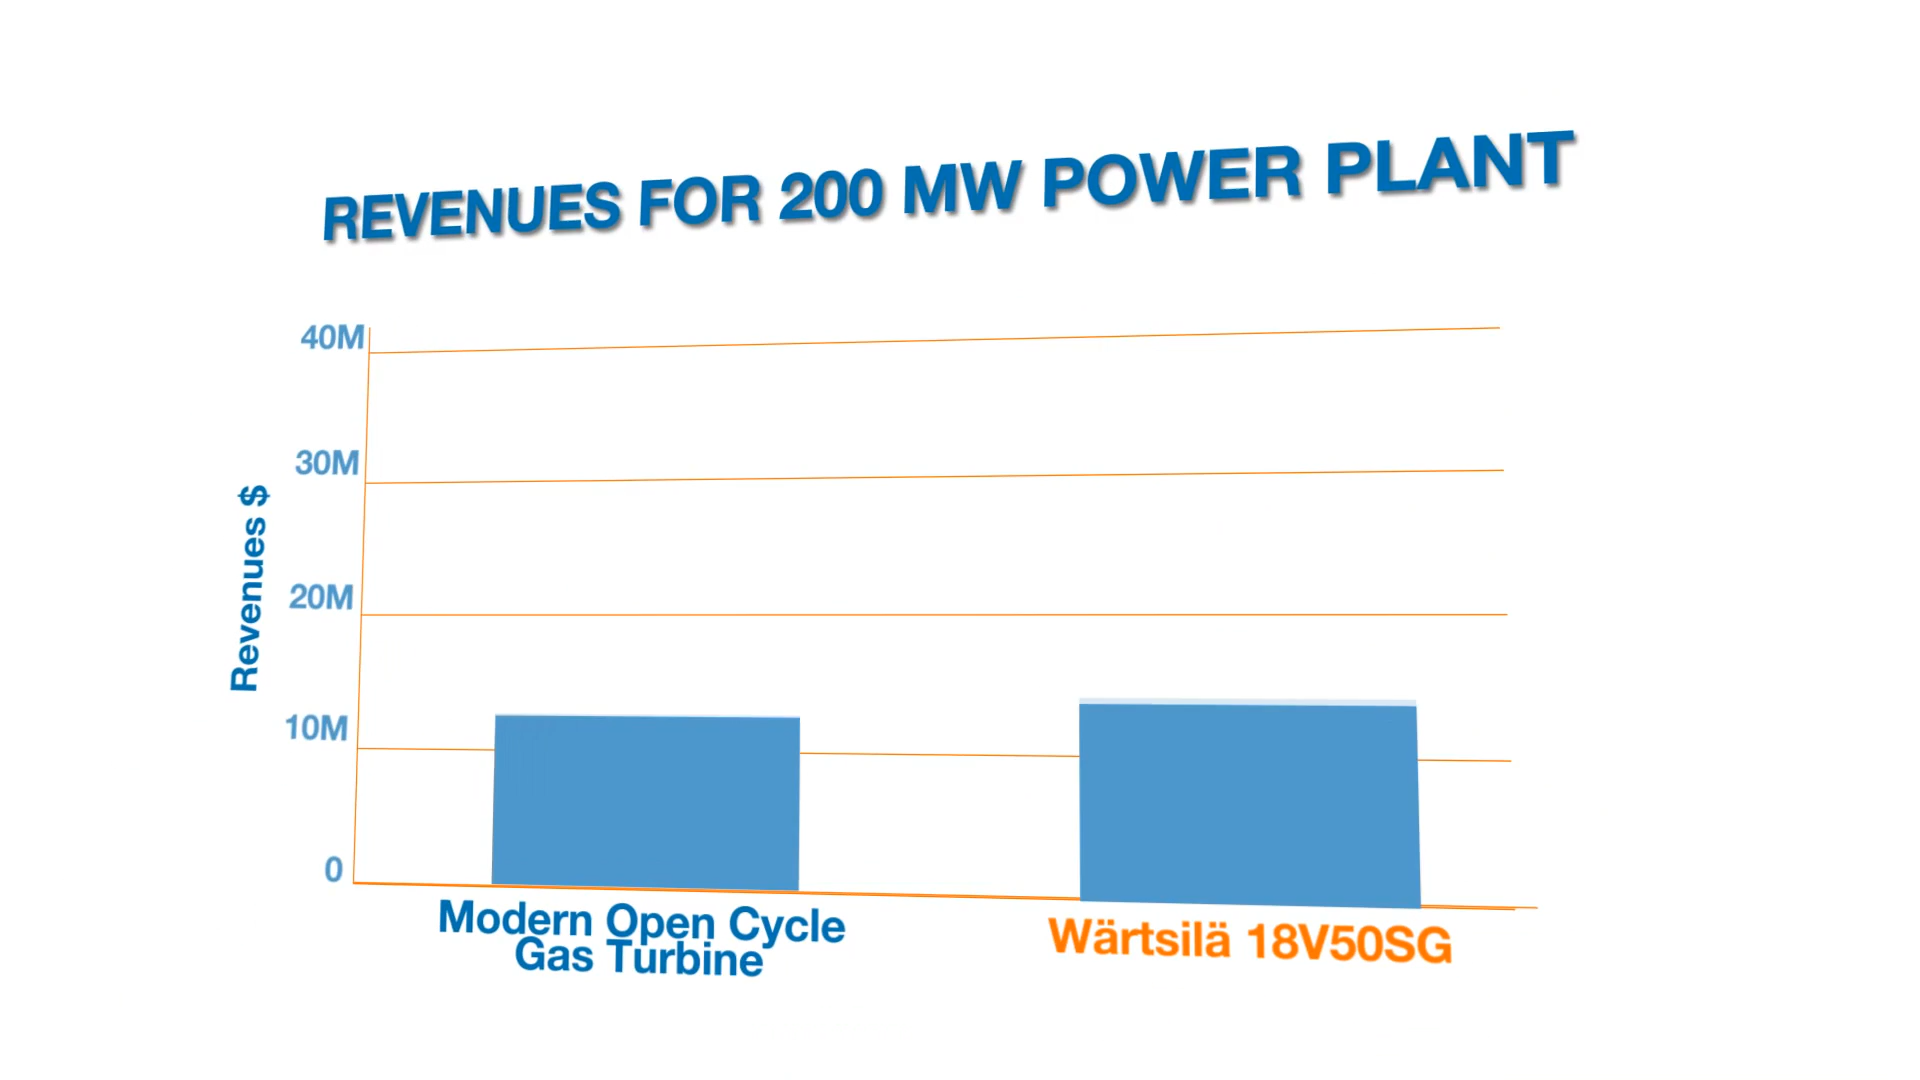 REVENUES FOR 200 MW POWER PLANT
40M
30M
20M
10M
0
Revenues $
Modern Open Cycle
Gas Turbine
Wärtsilä 18V50SG